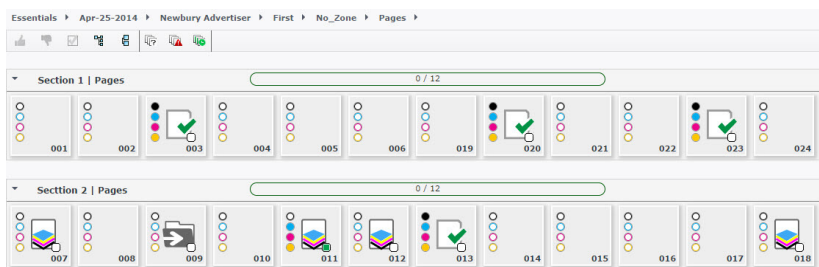 Essentials Apr-25-2014 Newbury Advertiser First No_Zone Pages
Section 1 | Pages 0 / 12
001 002 003 004 005 006 019 020 021 022 023 024
Secttion 2 | Pages 0 / 12
007 008 009 010 011 012 013 014 015 016 017 018